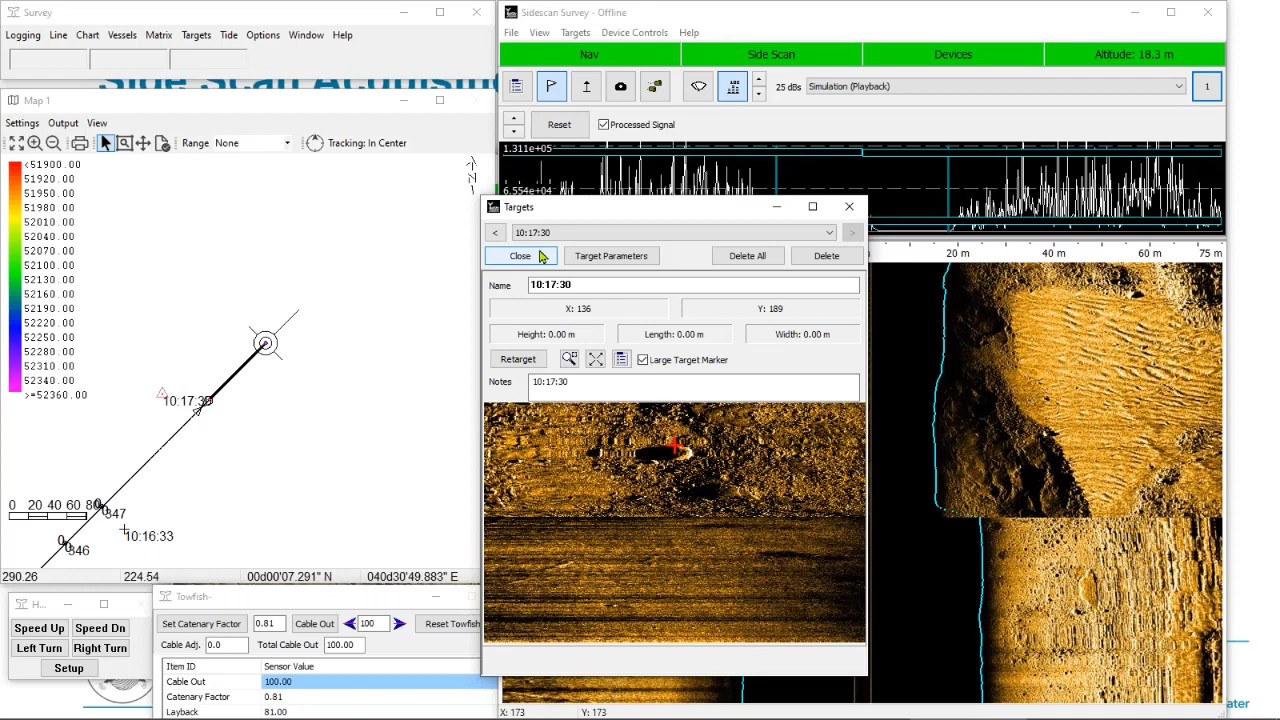 Survey
Logging Line Chart Vessels Matrix Targets Tide Options Window Help
Side Scan Acquisi
Map 1
Settings Output View
Range None Tracking: In Center
<51900.00
51920.00
51950.00
51980.00
52010.00
52040.00
52070.00
52100.00
52130.00
52160.00
52190.00
52220.00
52250.00
52280.00
52310.00
52340.00
>=52360.00
N
10:17:30
0 20 40 60 80
347
10:16:33
346
290.26 224.54 00d00'07.291" N 040d30'49.883" E
H...
Speed Up Speed Dn
Left Turn Right Turn
Setup
Towfish-
Set Catenary Factor 0.81 Cable Out 100 Reset Towfish
Cable Adj. 0.0 Total Cable Out 100.00
Item ID Sensor Value
Cable Out 100.00
Catenary Factor 0.81
Layback 81.00
Sidescan Survey - Offline
File View Targets Device Controls Help
Nav Side Scan Devices Altitude: 18.3 m
25 dBs Simulation (Playback) 1
Reset Processed Signal
1.311e+05
6.554e+04
20 m 40 m 60 m 75 m
Targets
< 10:17:30 >
Close Target Parameters Delete All Delete
Name 10:17:30
X: 136 Y: 189
Height: 0.00 m Length: 0.00 m Width: 0.00 m
Retarget Large Target Marker
Notes 10:17:30
X: 173 Y: 173
ater